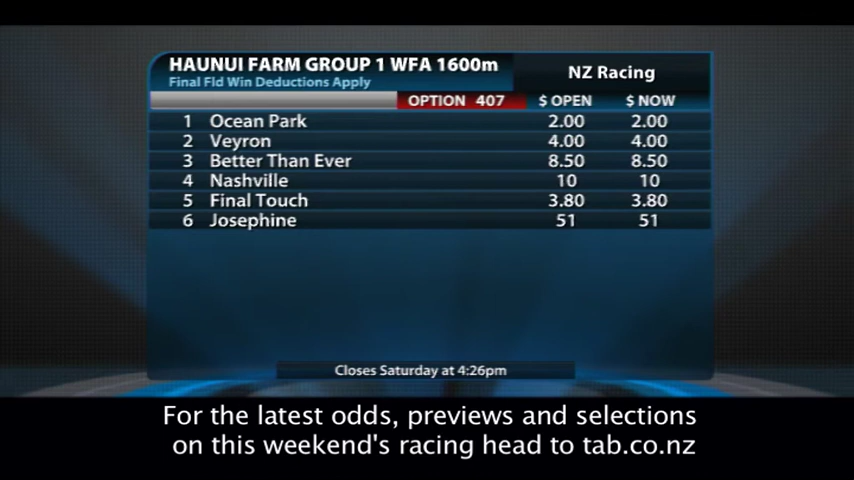 HAUNUI FARM GROUP 1 WFA 1600m
NZ Racing
Final Fld Win Deductions Apply
OPTION 407 $ OPEN $ NOW
1 Ocean Park 2.00 2.00
2 Veyron 4.00 4.00
3 Better Than Ever 8.50 8.50
4 Nashville 10 10
5 Final Touch 3.80 3.80
6 Josephine 51 51
Closes Saturday at 4:26pm
For the latest odds, previews and selections
on this weekend's racing head to tab.co.nz